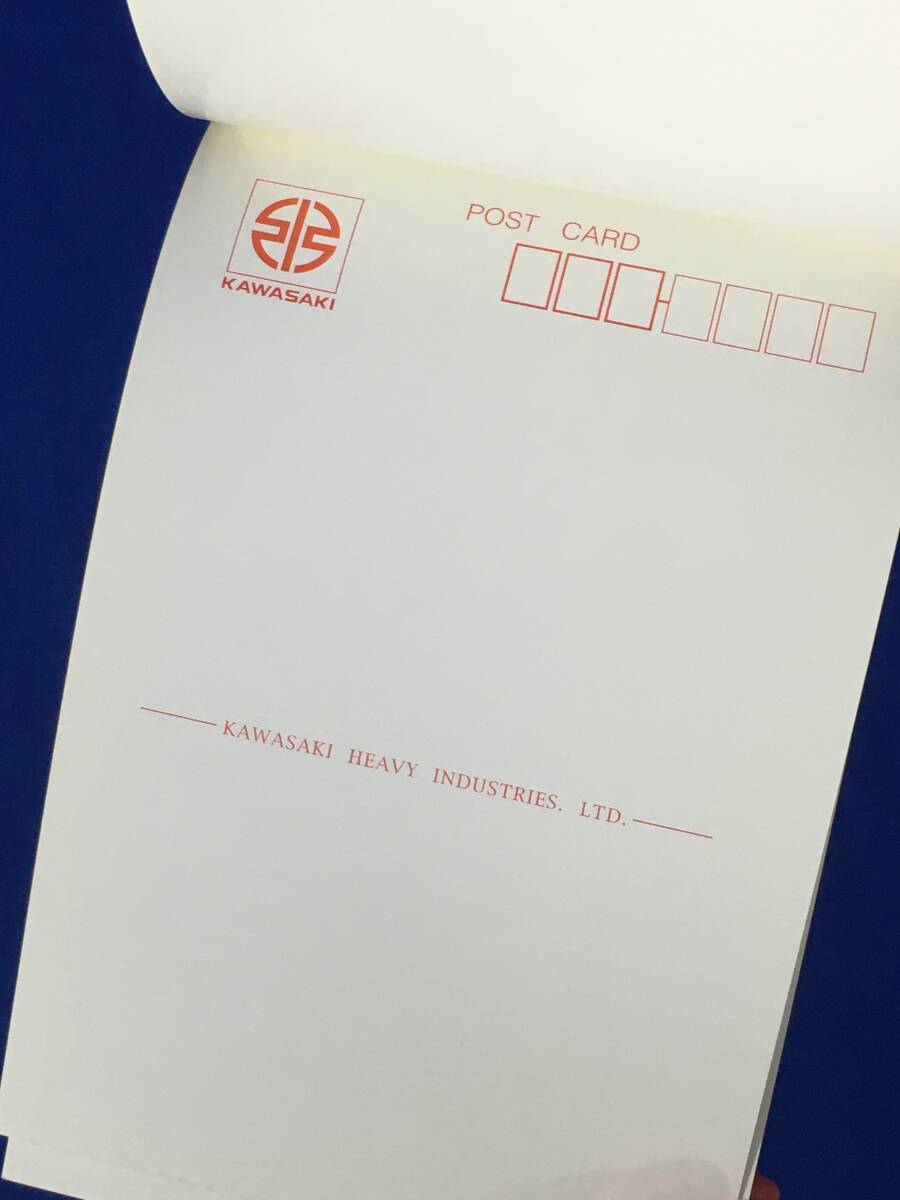 POST CARD
KAWASAKI
KAWASAKI HEAVY INDUSTRIES. LTD.